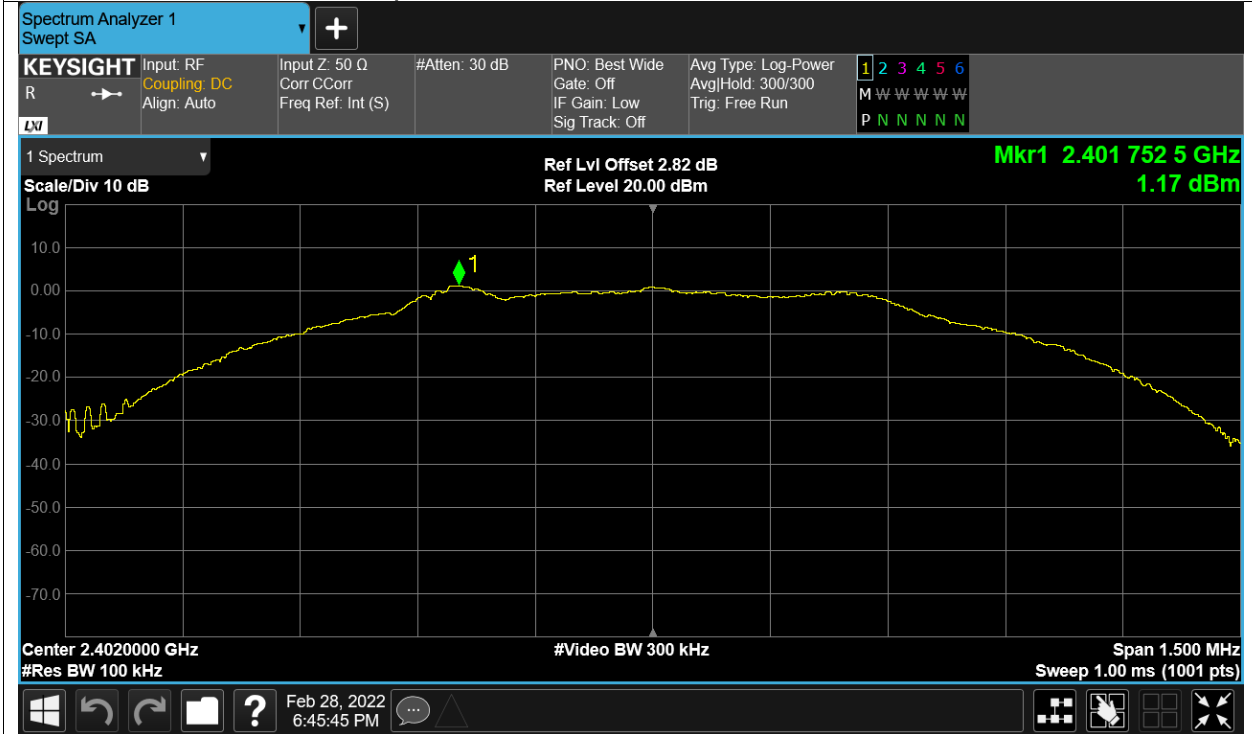 Spectrum Analyzer 1
Swept SA
+
KEYSIGHT
R
LXI
Input: RF
Coupling: DC
Align: Auto
Input Z: 50 Ω
Corr CCorr
Freq Ref: Int (S)
#Atten: 30 dB
PNO: Best Wide
Gate: Off
IF Gain: Low
Sig Track: Off
Avg Type: Log-Power
Avg|Hold: 300/300
Trig: Free Run
1 2 3 4 5 6
M W W W W W
P N N N N N
1 Spectrum
Scale/Div 10 dB
Log
Ref Lvl Offset 2.82 dB
Ref Level 20.00 dBm
Mkr1 2.401 752 5 GHz
1.17 dBm
1
10.0
0.00
-10.0
-20.0
-30.0
-40.0
-50.0
-60.0
-70.0
Center 2.4020000 GHz
#Res BW 100 kHz
#Video BW 300 kHz
Span 1.500 MHz
Sweep 1.00 ms (1001 pts)
?
Feb 28, 2022
6:45:45 PM